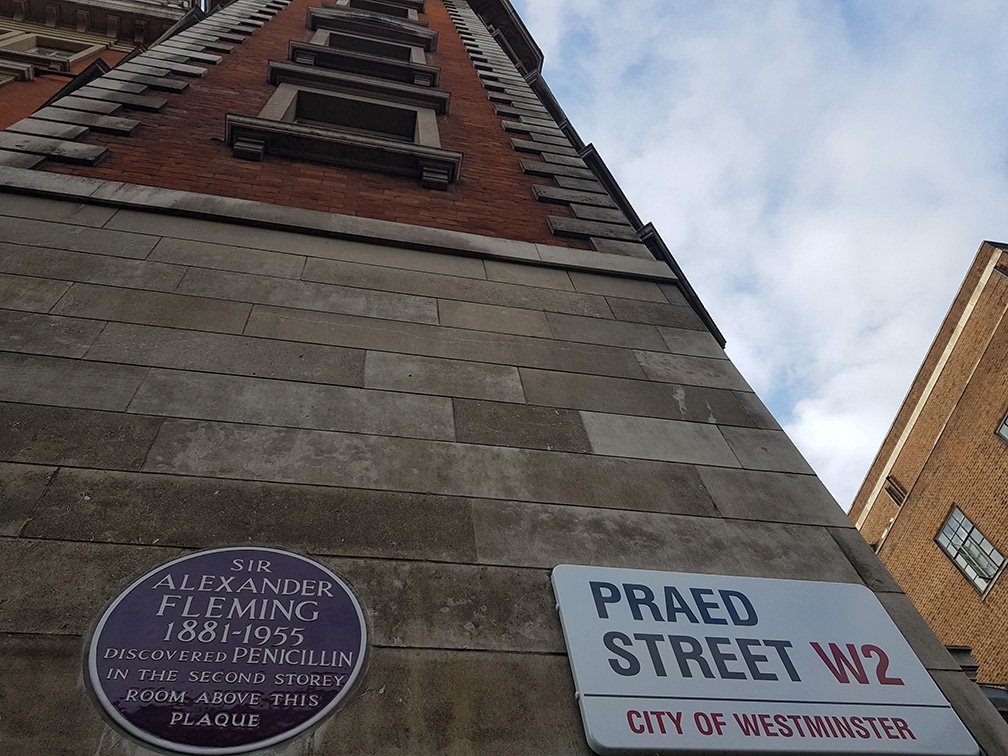 SIR
ALEXANDER
FLEMING
1881-1955
DISCOVERED PENICILLIN
IN THE SECOND STOREY
ROOM ABOVE THIS
PLAQUE
PRAED
STREET W2
CITY OF WESTMINSTER